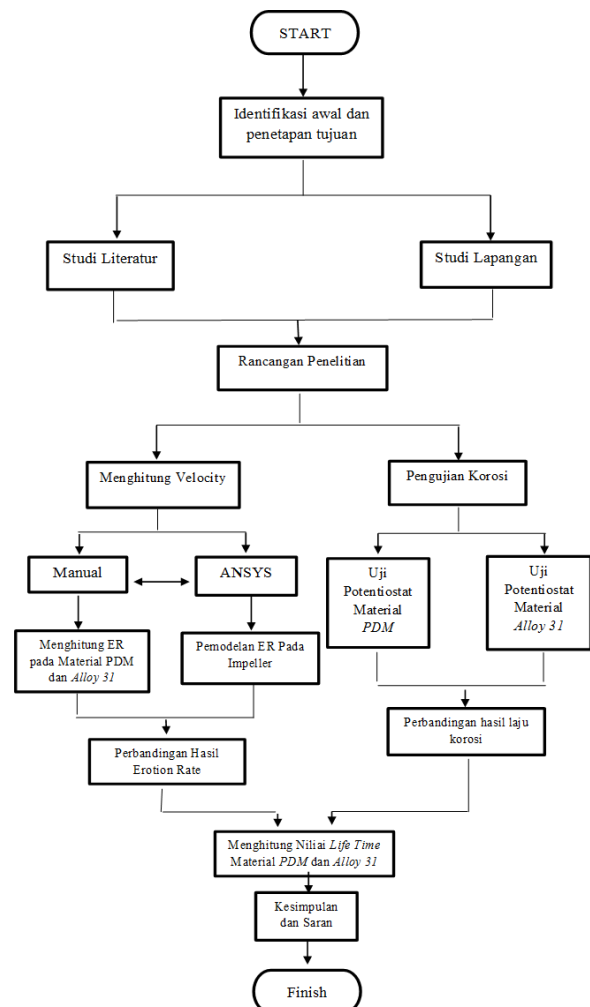 START
Identifikasi awal dan
penetapan tujuan
Studi Literatur
Studi Lapangan
Rancangan Penelitian
Menghitung Velocity
Pengujian Korosi
Manual
ANSYS
Uji
Potentiostat
Material
PDM
Uji
Potentiostat
Material
Alloy 31
Menghitung ER
pada Material PDM
dan Alloy 31
Pemodelan ER Pada
Impeller
Perbandingan hasil laju
korosi
Perbandingan Hasil
Erotion Rate
Menghitung Niliai Life Time
Material PDM dan Alloy 31
Kesimpulan
dan Saran
Finish